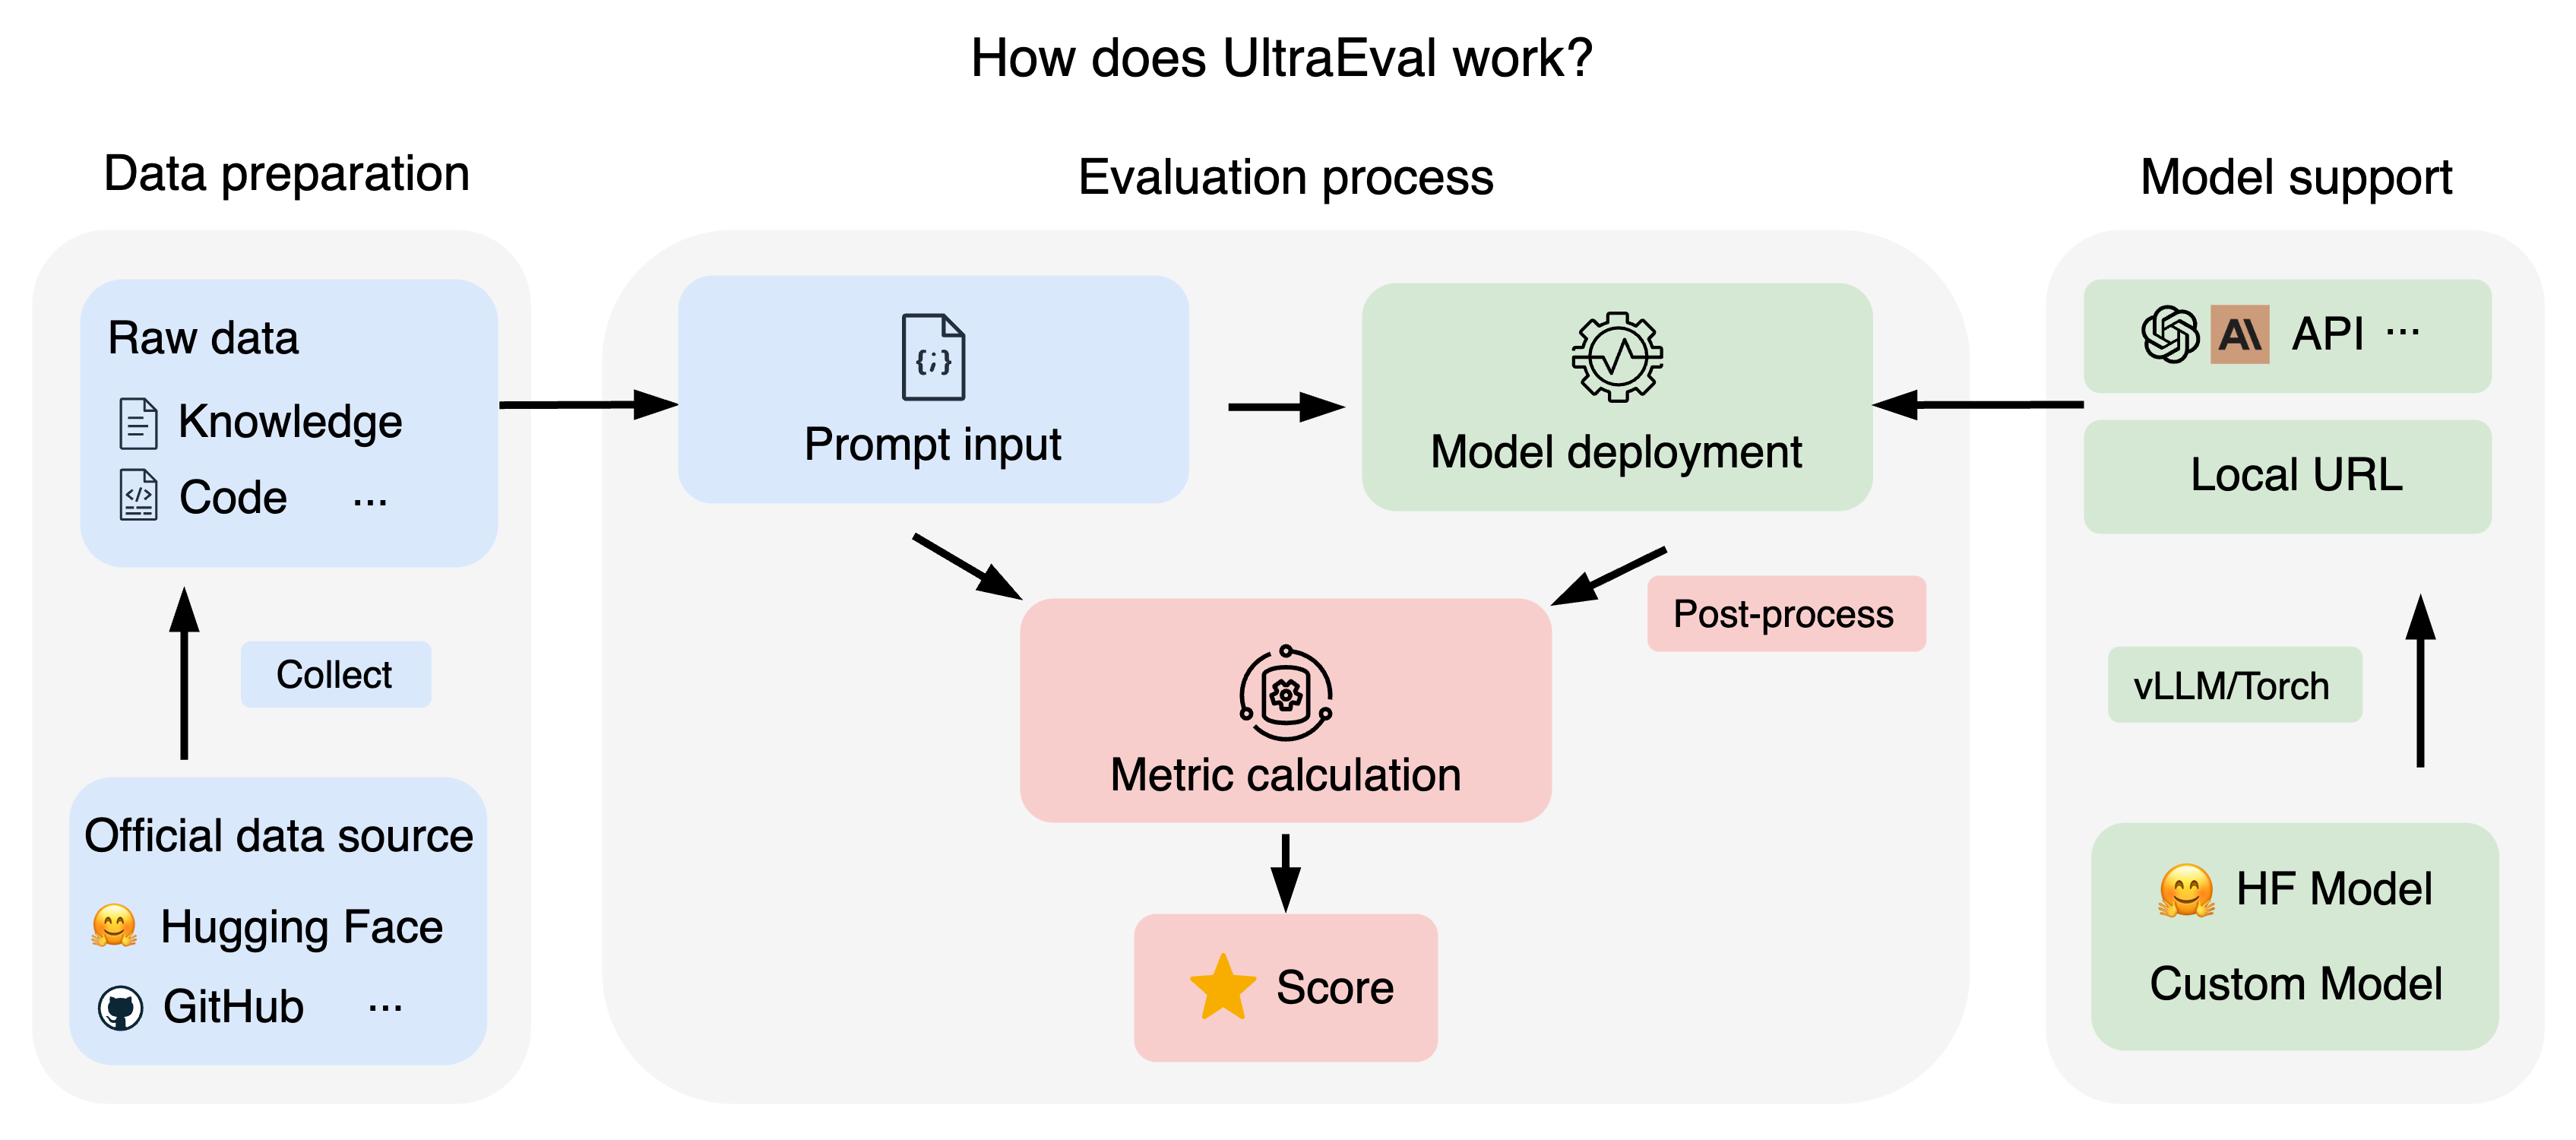 How does UltraEval work?
Data preparation
Raw data
Knowledge
Code ...
Collect
Official data source
Hugging Face
GitHub ...
Evaluation process
{;}
Prompt input
Model deployment
Post-process
Metric calculation
Score
Model support
AI API ...
Local URL
vLLM/Torch
HF Model
Custom Model